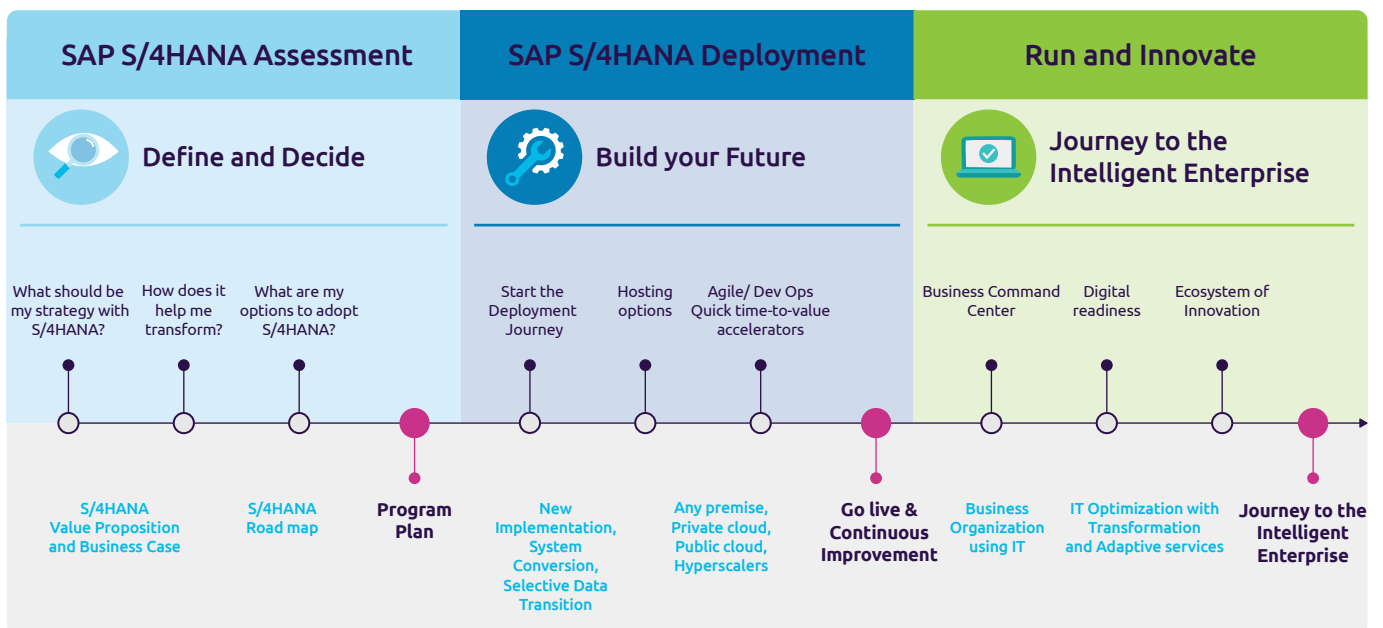 SAP S/4HANA Assessment
SAP S/4HANA Deployment
Run and Innovate
Define and Decide
Build your Future
Journey to the
Intelligent Enterprise
What should be
my strategy with
S/4HANA?
How does it
help me
transform?
What are my
options to adopt
S/4HANA?
Start the
Deployment
Journey
Hosting
options
Agile/ Dev Ops
Quick time-to-value
accelerators
Business Command
Center
Digital
readiness
Ecosystem of
Innovation
S/4HANA
Value Proposition
and Business Case
S/4HANA
Road map
Program
Plan
New
Implementation,
System
Conversion,
Selective Data
Transition
Any premise,
Private cloud,
Public cloud,
Hyperscalers
Go live &
Continuous
Improvement
Business
Organization
using IT
IT Optimization with
Transformation
and Adaptive services
Journey to the
Intelligent
Enterprise